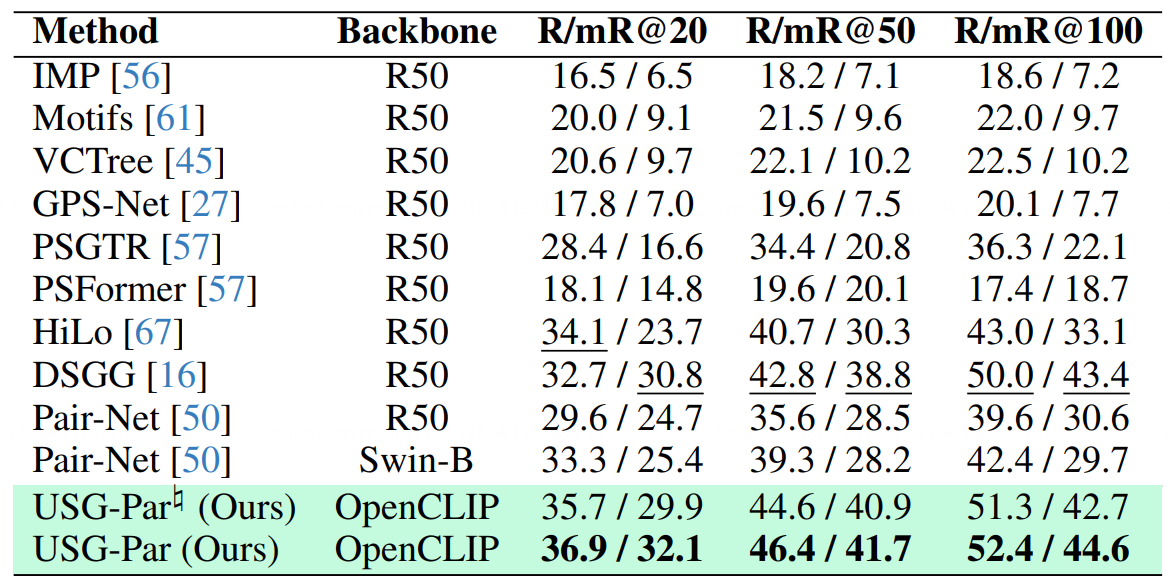 Method Backbone R/mR@20 R/mR@50 R/mR@100
IMP [56] R50 16.5 / 6.5 18.2 / 7.1 18.6 / 7.2
Motifs [61] R50 20.0 / 9.1 21.5 / 9.6 22.0 / 9.7
VCTree [45] R50 20.6 / 9.7 22.1 / 10.2 22.5 / 10.2
GPS-Net [27] R50 17.8 / 7.0 19.6 / 7.5 20.1 / 7.7
PSGTR [57] R50 28.4 / 16.6 34.4 / 20.8 36.3 / 22.1
PSFormer [57] R50 18.1 / 14.8 19.6 / 20.1 17.4 / 18.7
HiLo [67] R50 34.1 / 23.7 40.7 / 30.3 43.0 / 33.1
DSGG [16] R50 32.7 / 30.8 42.8 / 38.8 50.0 / 43.4
Pair-Net [50] R50 29.6 / 24.7 35.6 / 28.5 39.6 / 30.6
Pair-Net [50] Swin-B 33.3 / 25.4 39.3 / 28.2 42.4 / 29.7
USG-Par♮ (Ours) OpenCLIP 35.7 / 29.9 44.6 / 40.9 51.3 / 42.7
USG-Par (Ours) OpenCLIP 36.9 / 32.1 46.4 / 41.7 52.4 / 44.6